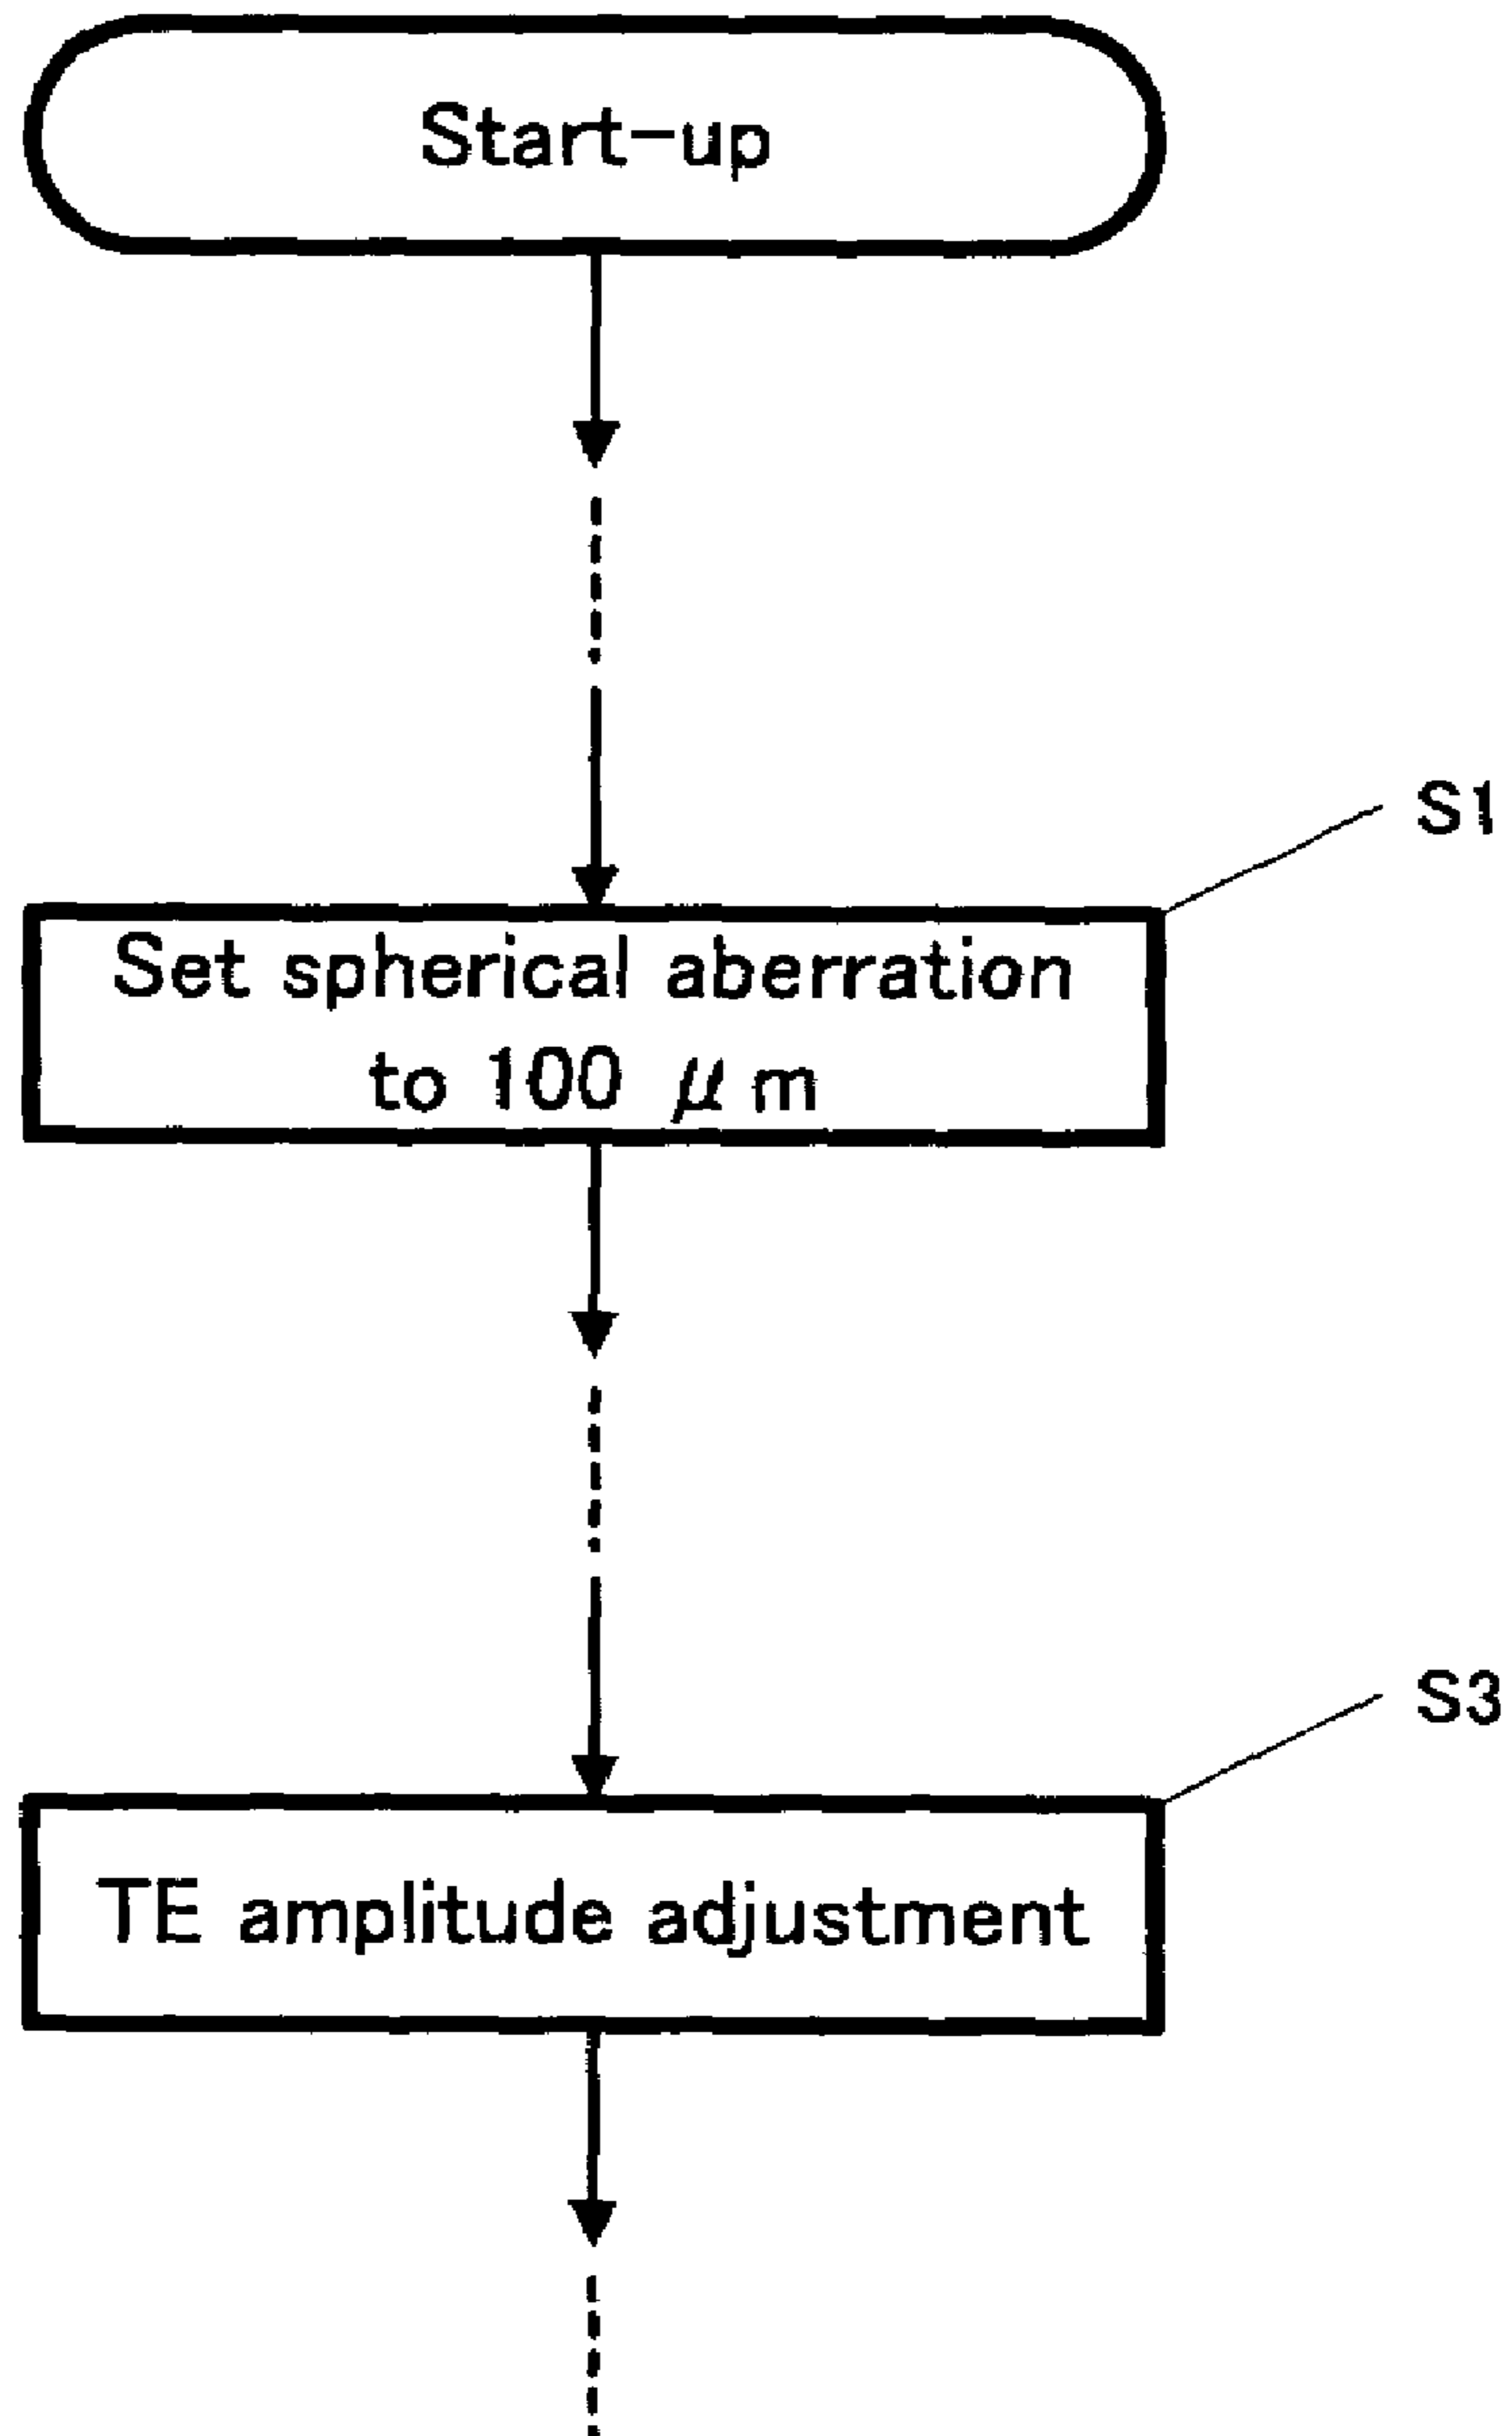 Start-up
S1
Set spherical aberration
to 100 μm
S3
TE amplitude adjustment